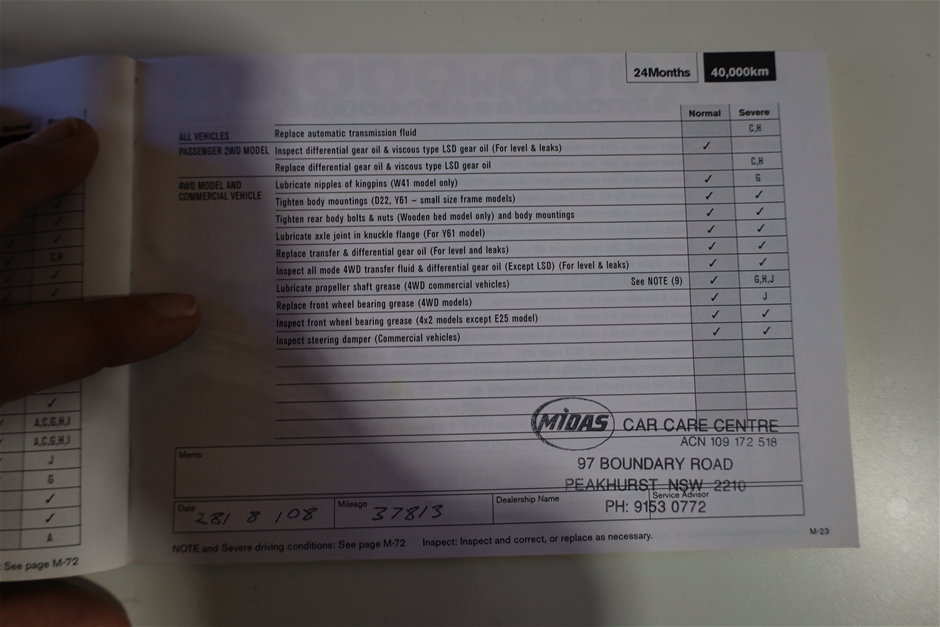 C,H
✓
✓
✓
A,C,G,H,I
A,C,G,H,I
J
G
✓
✓
A
: See page M-72
24Months 40,000km
Normal Severe
ALL VEHICLES Replace automatic transmission fluid C,H
PASSENGER 2WD MODEL Inspect differential gear oil & viscous type LSD gear oil (For level & leaks) ✓
Replace differential gear oil & viscous type LSD gear oil C,H
4WD MODEL AND Lubricate nipples of kingpins (W41 model only) ✓ G
COMMERCIAL VEHICLE Tighten body mountings (D22, Y61 – small size frame models) ✓ ✓
Tighten rear body bolts & nuts (Wooden bed model only) and body mountings ✓ ✓
Lubricate axle joint in knuckle flange (For Y61 model) ✓ ✓
Replace transfer & differential gear oil (For level and leaks) ✓ ✓
Inspect all mode 4WD transfer fluid & differential gear oil (Except LSD) (For level & leaks) ✓ ✓
Lubricate propeller shaft grease (4WD commercial vehicles) See NOTE (9) ✓ G,H,J
Replace front wheel bearing grease (4WD models) ✓ J
Inspect front wheel bearing grease (4x2 models except E25 model) ✓ ✓
Inspect steering damper (Commercial vehicles) ✓ ✓
MIDAS CAR CARE CENTRE
ACN 109 172 518
97 BOUNDARY ROAD
PEAKHURST NSW 2210
PH: 9153 0772
Memo
Date 28/ 8 /08 Mileage 37813 Dealership Name Service Advisor
NOTE and Severe driving conditions: See page M-72 Inspect: Inspect and correct, or replace as necessary.
M-23